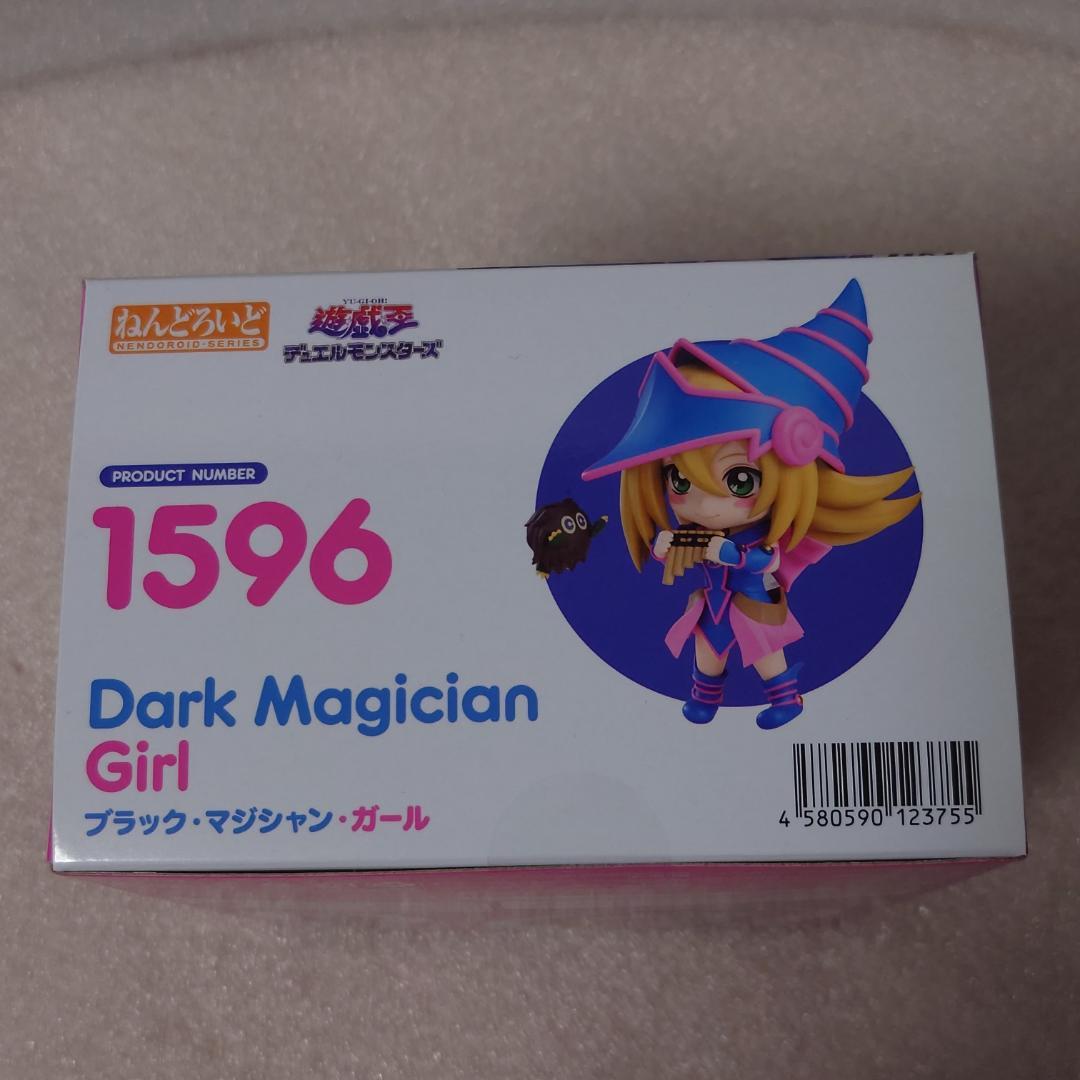 ねんどろいど
NENDOROID・SERIES
YU-GI-OH!
遊戯王
デュエルモンスターズ
PRODUCT NUMBER
1596
Dark Magician
Girl
ブラック・マジシャン・ガール
4 580590 123755